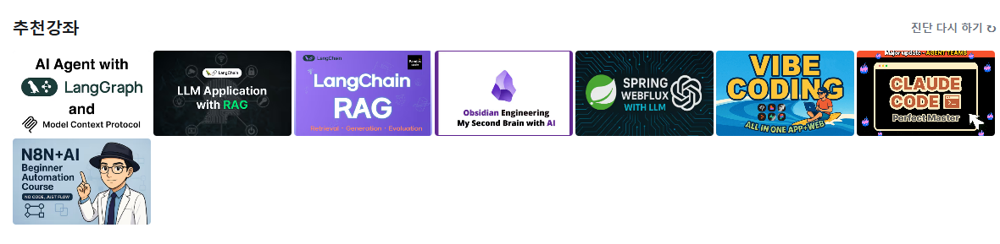 추천강좌
진단 다시 하기 ↻
AI Agent with
LangGraph
and
Model Context Protocol
LangChain
LLM Application
with RAG
LangChain
LangChain
RAG
Retrieval · Generation · Evaluation
Obsidian Engineering
My Second Brain with AI
SPRING
WEBFLUX
WITH LLM
VIBE
CODING
ALL IN ONE APP+WEB
Major update - AGENT TEAMS
CLAUDE
CODE
Perfect Master
N8N+AI
Beginner
Automation
Course
NO CODE, JUST FLOW